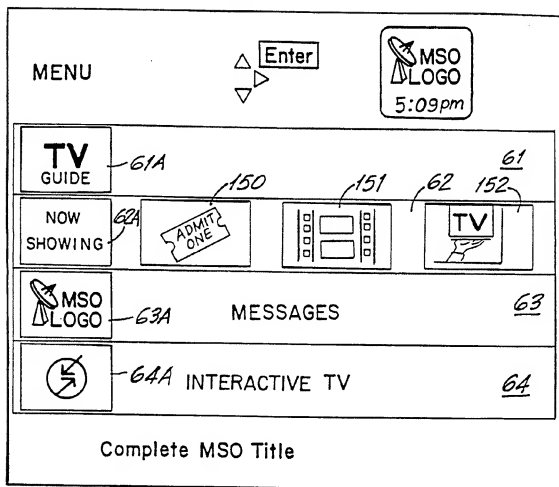 MENU
Enter
MSO
LOGO
5:09pm
TV
GUIDE
61A
61
150
151
62
152
NOW
SHOWING
62A
ADMIT
ONE
TV
MSO
LOGO
63A
MESSAGES
63
64A
INTERACTIVE TV
64
Complete MSO Title